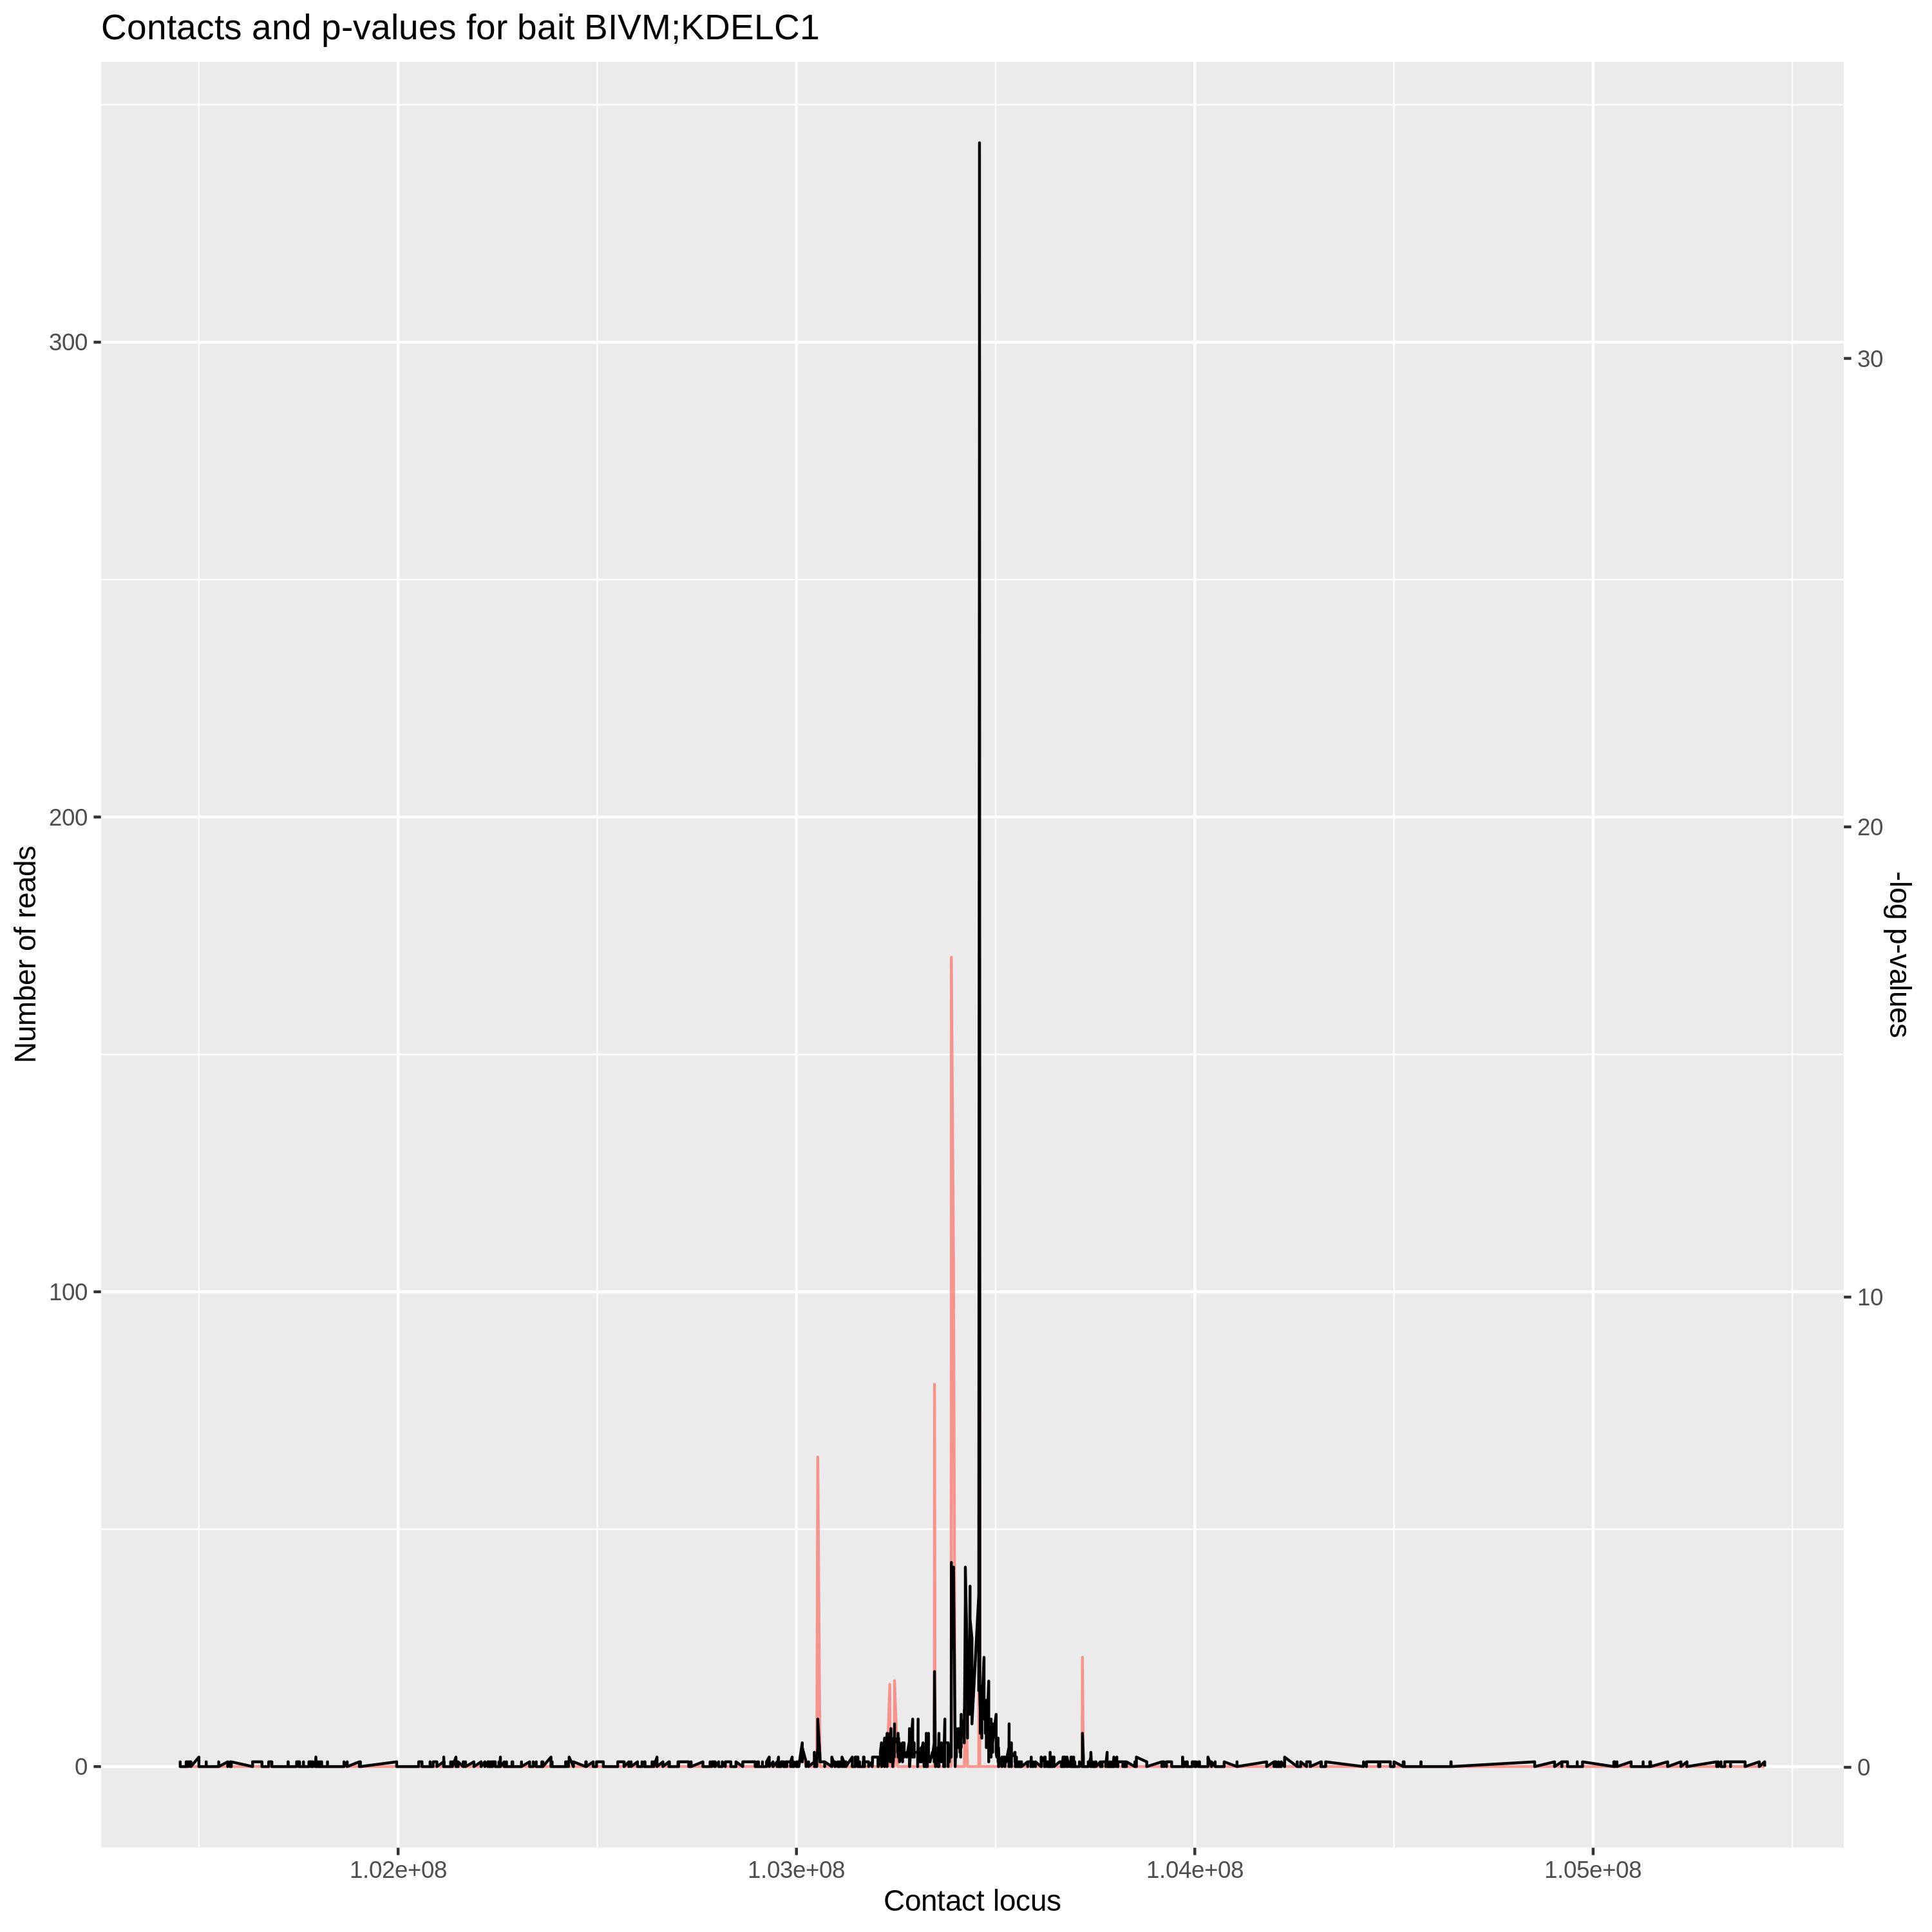 Contacts and p-values for bait BIVM;KDELC1
300
200
100
0
Number of reads
30
20
10
0
-log p-values
1.02e+08
1.03e+08
1.04e+08
1.05e+08
Contact locus